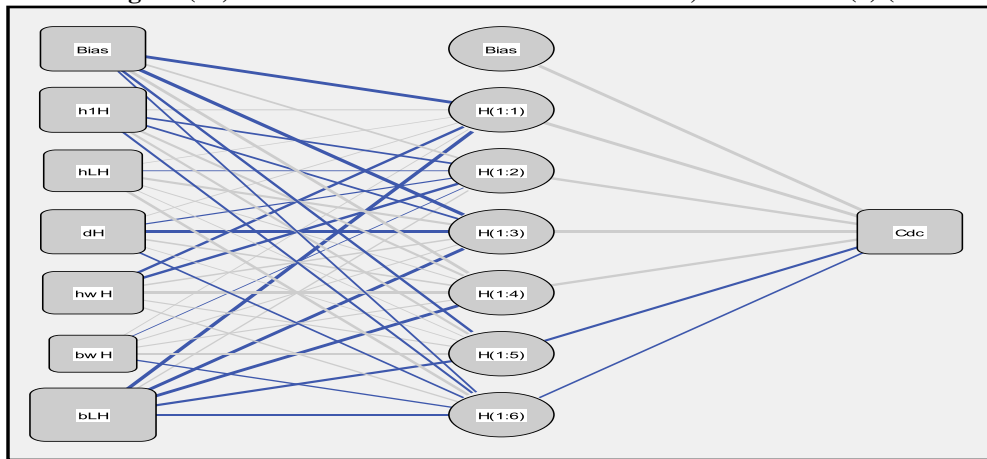 Bias
h1H
hLH
dH
hw H
bw H
bLH
Bias
H(1:1)
H(1:2)
H(1:3)
H(1:4)
H(1:5)
H(1:6)
Cdc